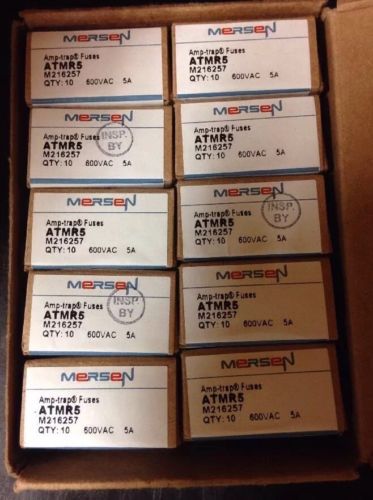 mersen
Amp-trap® Fuses
ATMR5
M216257
QTY: 10 600VAC 5A
mersen
Amp-trap® Fuses
ATMR5
M216257
QTY: 10 600VAC 5A
mersen
Amp-trap® Fuses
ATMR5
M216257
QTY: 10 600VAC 5A
INSP.
BY
mersen
Amp-trap® Fuses
ATMR5
M216257
QTY: 10 600VAC 5A
mersen
Amp-trap® Fuses
ATMR5
M216257
QTY: 10 600VAC 5A
mersen
Amp-trap® Fuses
ATMR5
M216257
QTY: 10 600VAC 5A
INSP.
BY
mersen
Amp-trap® Fuses
ATMR5
M216257
QTY: 10 600VAC 5A
INSP.
BY
mersen
Amp-trap® Fuses
ATMR5
M216257
QTY: 10 600VAC 5A
mersen
Amp-trap® Fuses
ATMR5
M216257
QTY: 10 600VAC 5A
mersen
Amp-trap® Fuses
ATMR5
M216257
QTY: 10 600VAC 5A